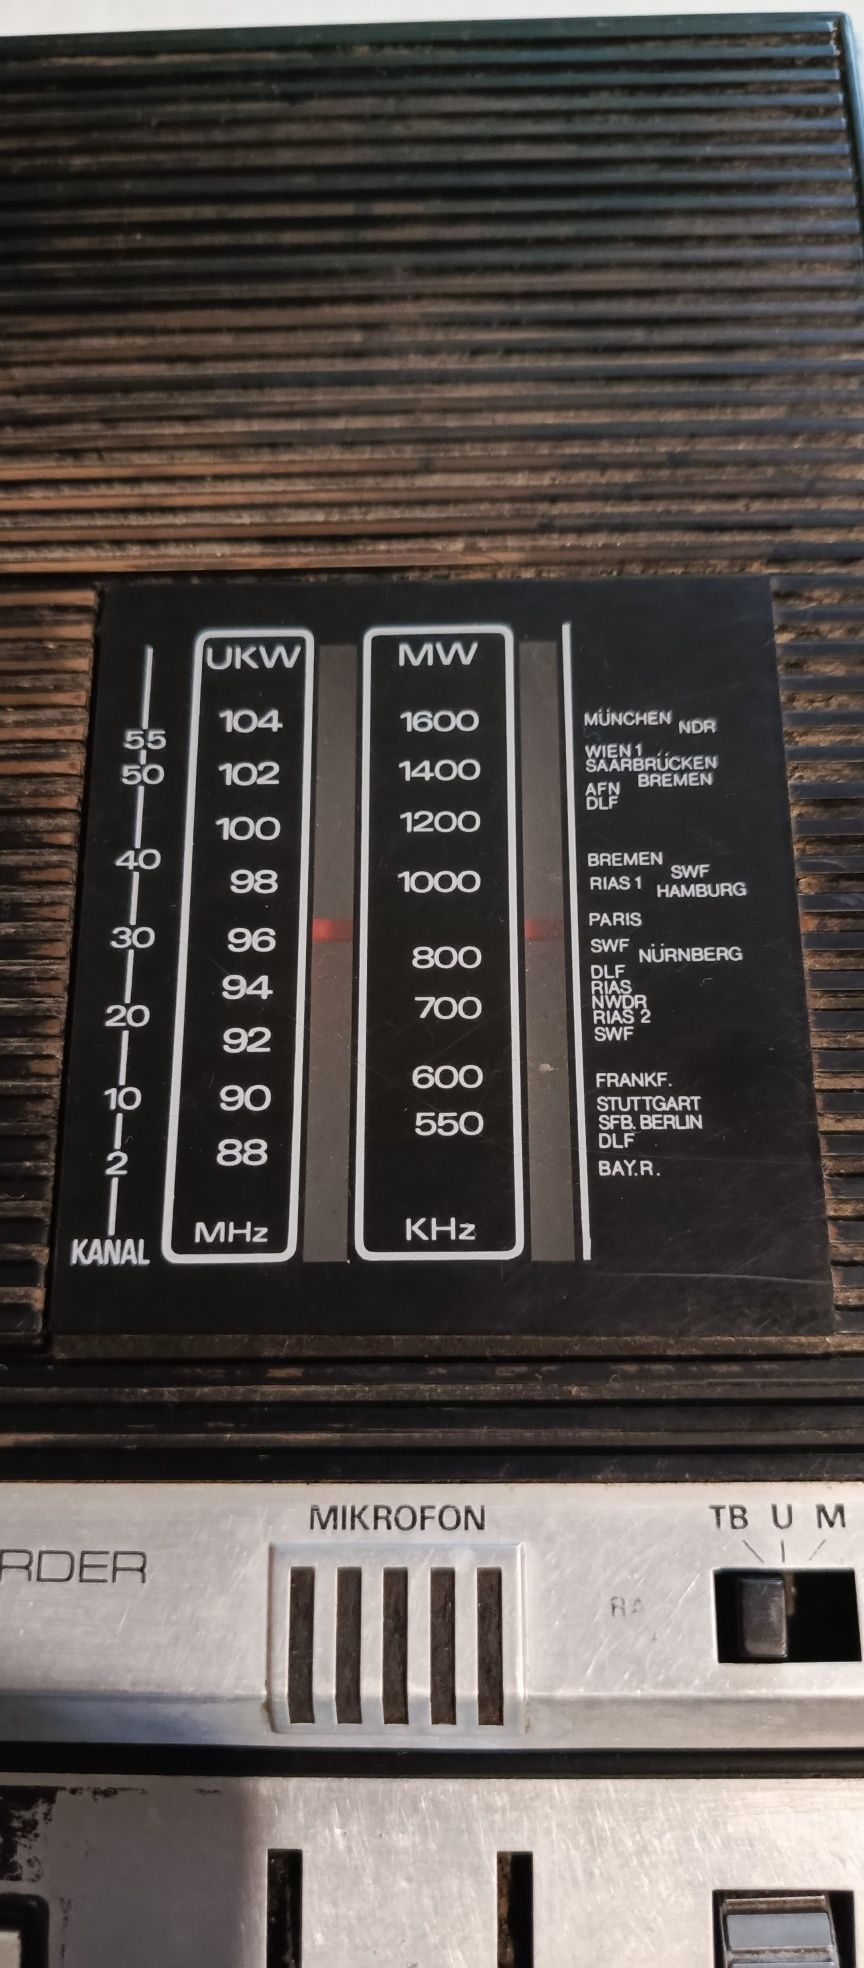 UKW
104
102
100
98
96
94
92
90
88
MHz
55
50
40
30
20
10
2
KANAL
MW
1600
1400
1200
1000
800
700
600
550
KHz
MÜNCHEN NDR
WIEN 1
SAARBRÜCKEN
AFN BREMEN
DLF
BREMEN SWF
RIAS 1 HAMBURG
PARIS
SWF NÜRNBERG
DLF
RIAS
NWDR
RIAS 2
SWF
FRANKF.
STUTTGART
SFB. BERLIN
DLF
BAY.R.
MIKROFON
TB U M
RDER
RA